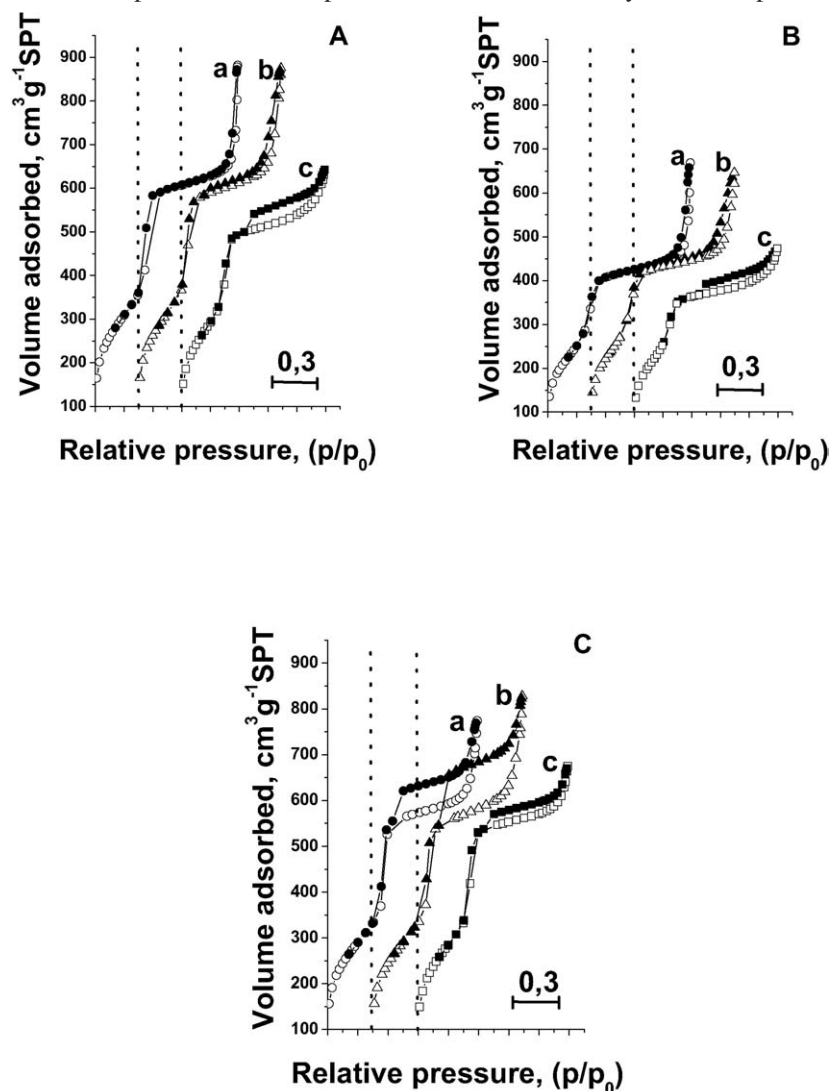 A
a
b
c
900
800
700
600
500
400
300
200
100
Volume adsorbed, cm³g⁻¹SPT
0,3
Relative pressure, (p/p₀)
B
a
b
c
900
800
700
600
500
400
300
200
100
Volume adsorbed, cm³g⁻¹SPT
0,3
Relative pressure, (p/p₀)
C
a
b
c
900
800
700
600
500
400
300
200
100
Volume adsorbed, cm³g⁻¹SPT
0,3
Relative pressure, (p/p₀)